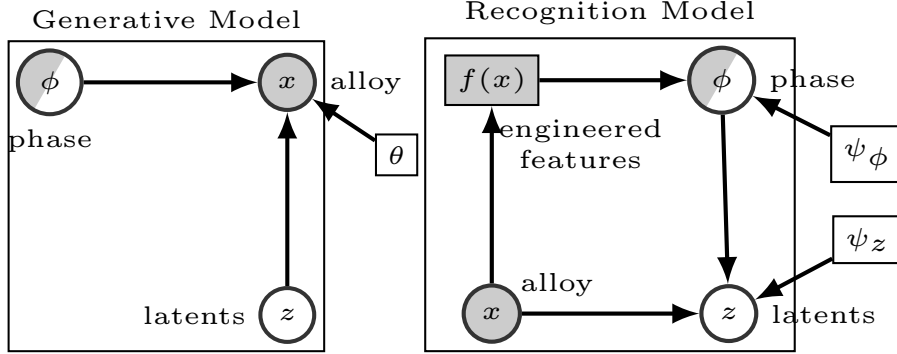 Generative Model
ϕ
x
alloy
phase
θ
latents
z
Recognition Model
f(x)
ϕ
phase
engineered
features
ψϕ
ψz
alloy
x
z
latents